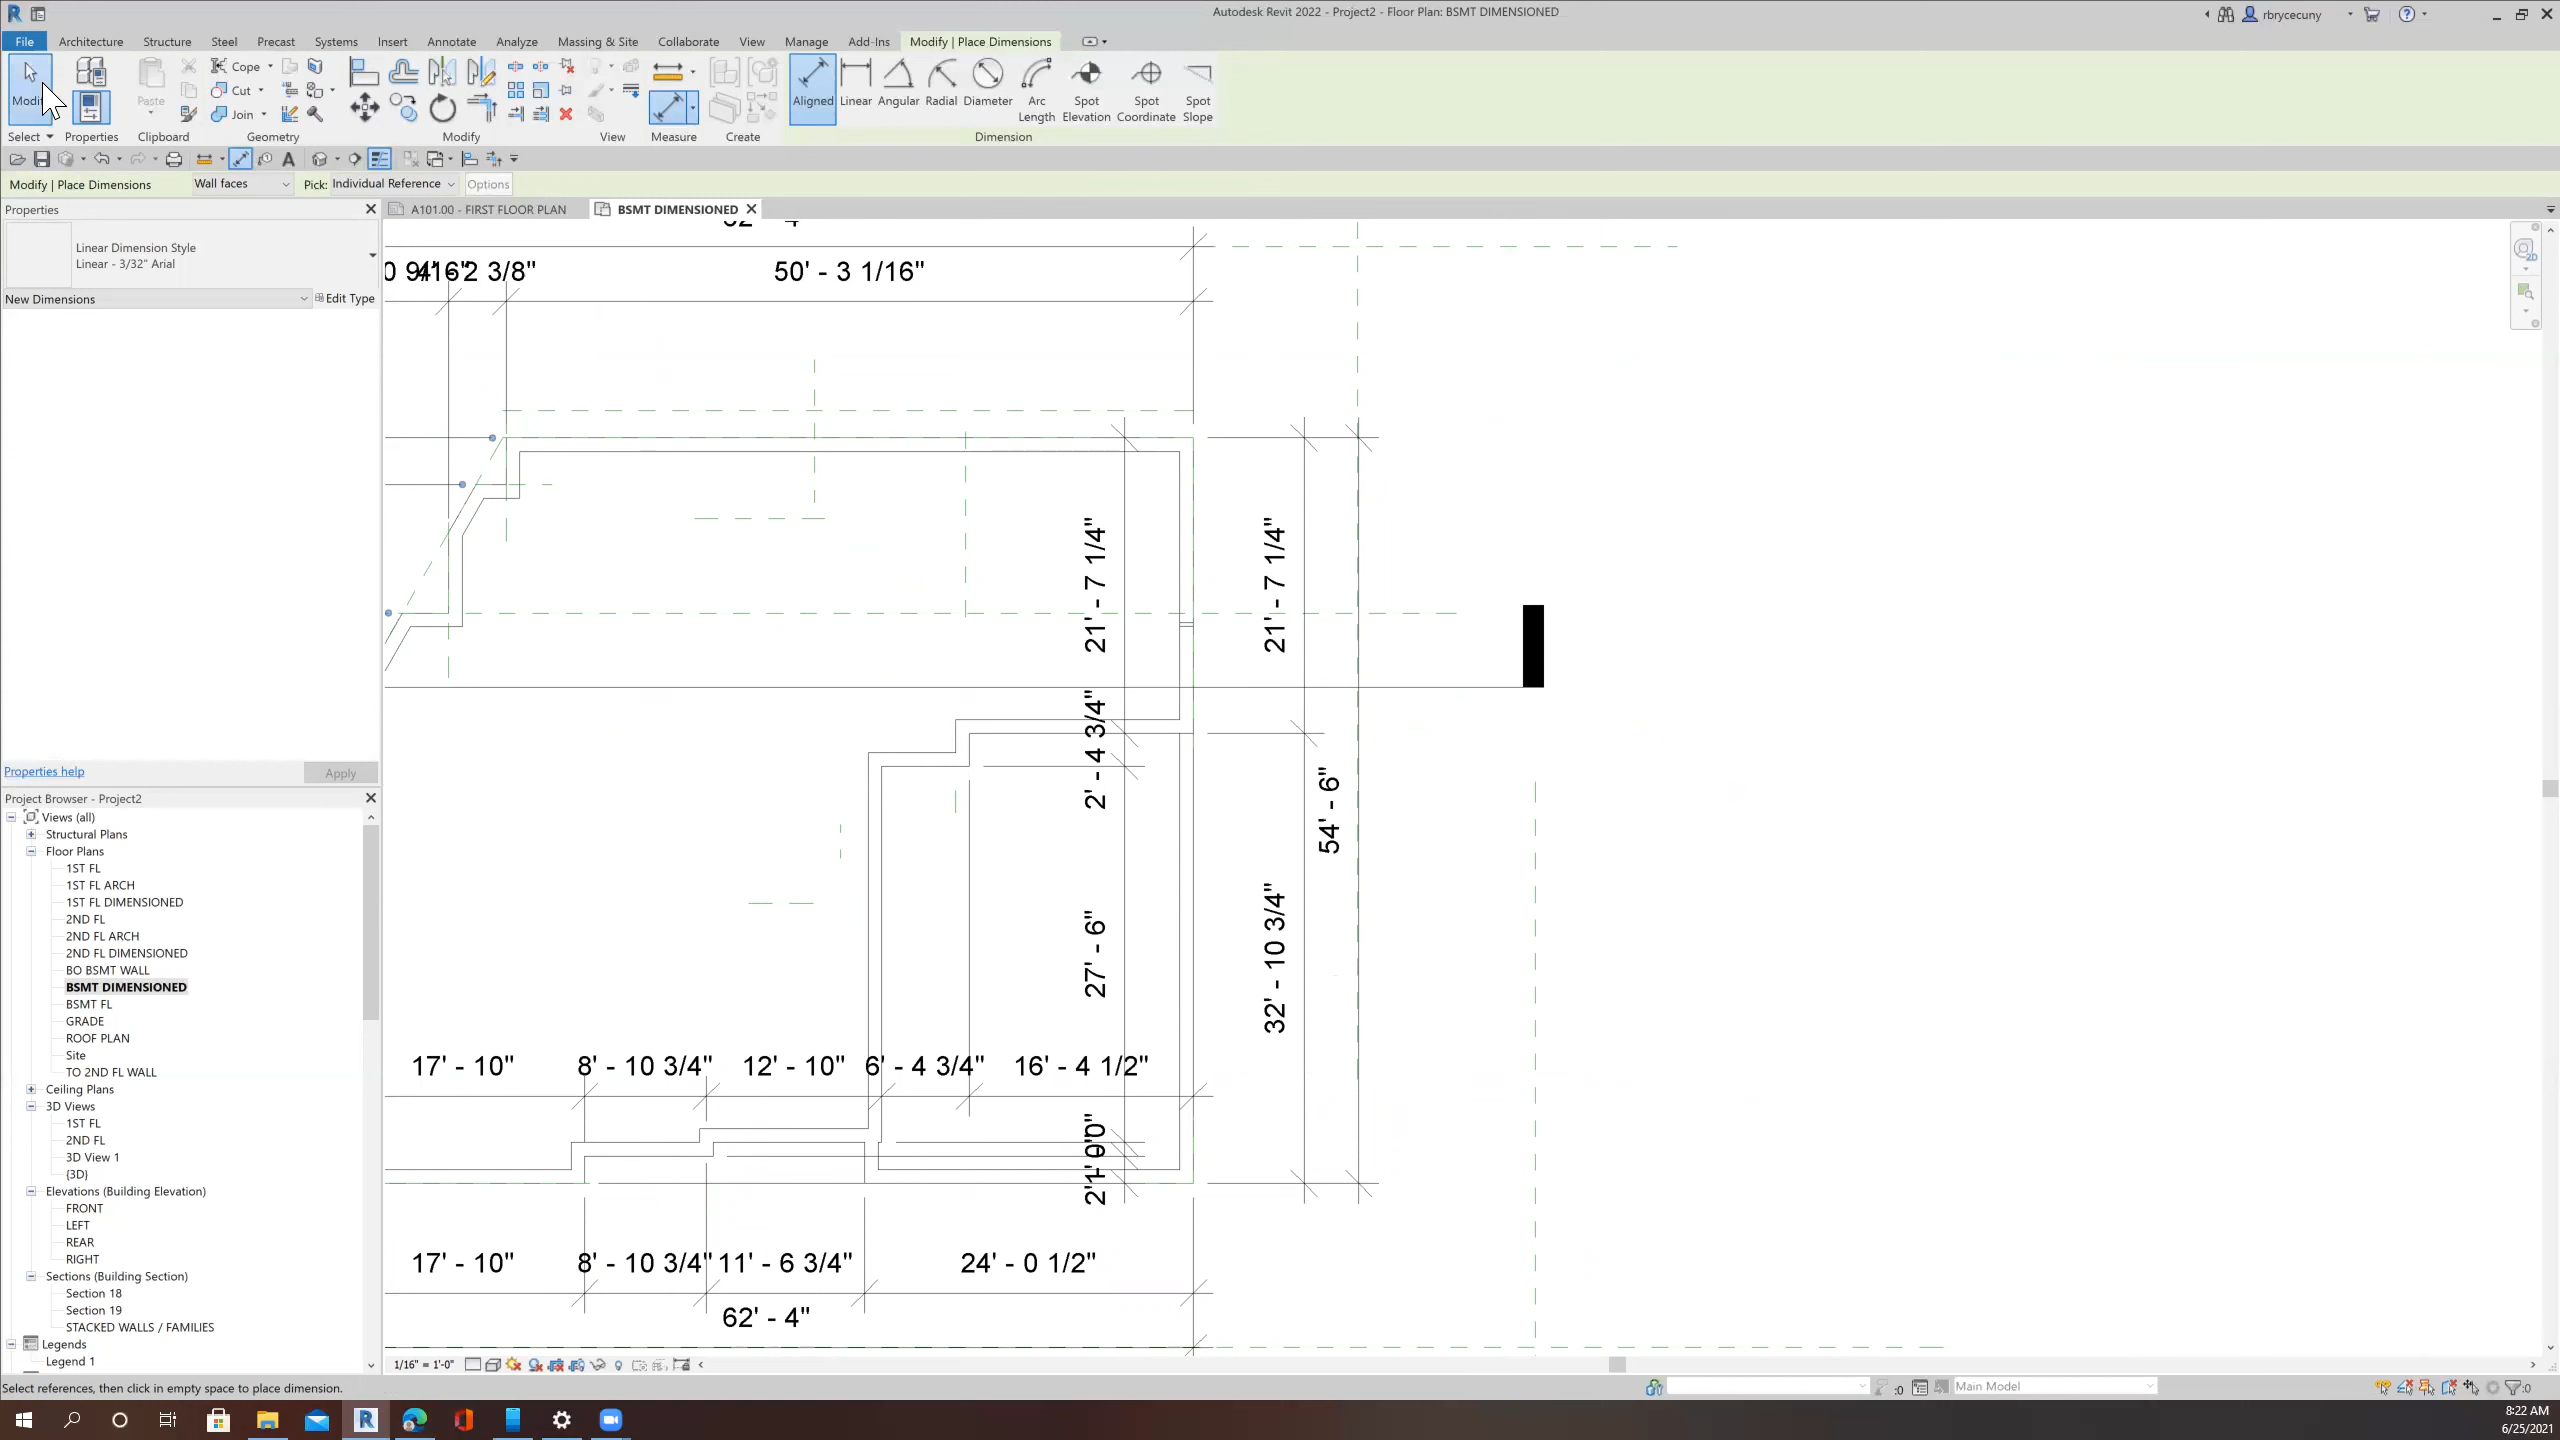 Autodesk Revit 2022 - Project2 - Floor Plan: BSMT DIMENSIONED
rbrycecuny
File Architecture Structure Steel Precast Systems Insert Annotate Analyze Massing & Site Collaborate View Manage Add-Ins Modify | Place Dimensions
Cope
Cut
Join
Modify
Paste
Aligned Linear Angular Radial Diameter Arc Length Spot Elevation Spot Coordinate Spot Slope
Select Properties Clipboard Geometry Modify View Measure Create Dimension
Modify | Place Dimensions Wall faces Pick: Individual Reference Options
Properties
A101.00 - FIRST FLOOR PLAN BSMT DIMENSIONED
Linear Dimension Style
Linear - 3/32" Arial
New Dimensions Edit Type
50' - 3 1/16"
21' - 7 1/4"
21' - 7 1/4"
2' - 4 3/4"
54' - 6"
27' - 6"
32' - 10 3/4"
17' - 10" 8' - 10 3/4" 12' - 10" 6' - 4 3/4" 16' - 4 1/2"
17' - 10" 8' - 10 3/4" 11' - 6 3/4" 24' - 0 1/2"
62' - 4"
Properties help Apply
Project Browser - Project2
Views (all)
Structural Plans
Floor Plans
1ST FL
1ST FL ARCH
1ST FL DIMENSIONED
2ND FL
2ND FL ARCH
2ND FL DIMENSIONED
BO BSMT WALL
BSMT DIMENSIONED
BSMT FL
GRADE
ROOF PLAN
Site
TO 2ND FL WALL
Ceiling Plans
3D Views
1ST FL
2ND FL
3D View 1
{3D}
Elevations (Building Elevation)
FRONT
LEFT
REAR
RIGHT
Sections (Building Section)
Section 18
Section 19
STACKED WALLS / FAMILIES
Legends
Legend 1
1/16" = 1'-0"
Select references, then click in empty space to place dimension.
:0
Main Model
:0
8:22 AM
6/25/2021